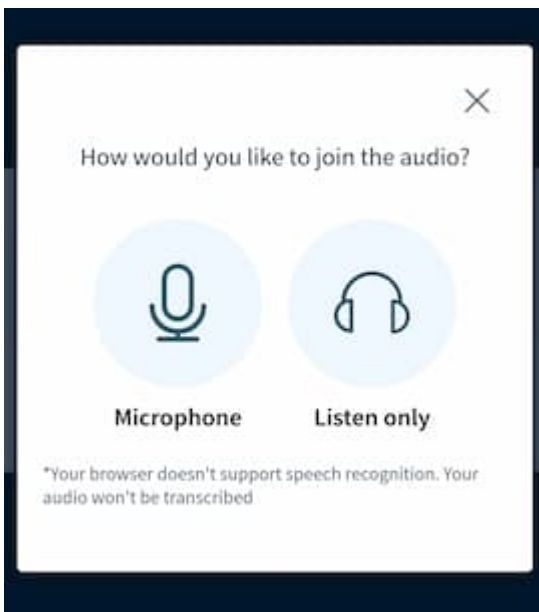 How would you like to join the audio?
Microphone
Listen only
*Your browser doesn't support speech recognition. Your
audio won't be transcribed